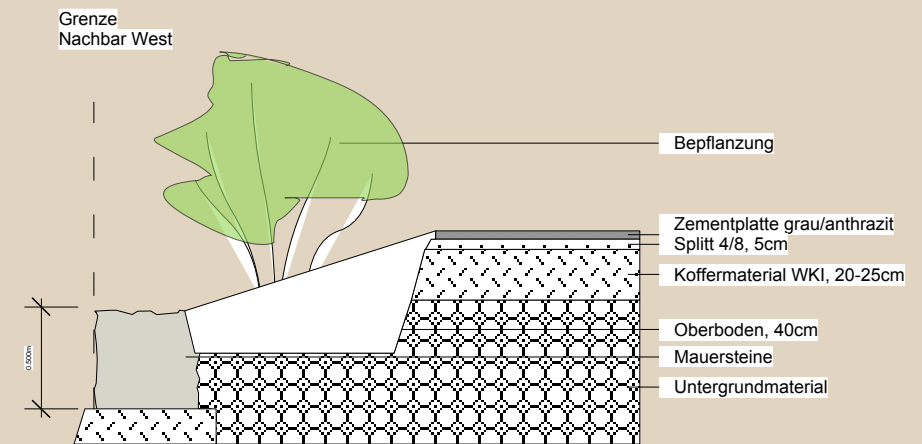 Grenze
Nachbar West
Bepflanzung
Zementplatte grau/anthrazit
Splitt 4/8, 5cm
Koffermaterial WKI, 20-25cm
Oberboden, 40cm
Mauersteine
Untergrundmaterial
0.500m